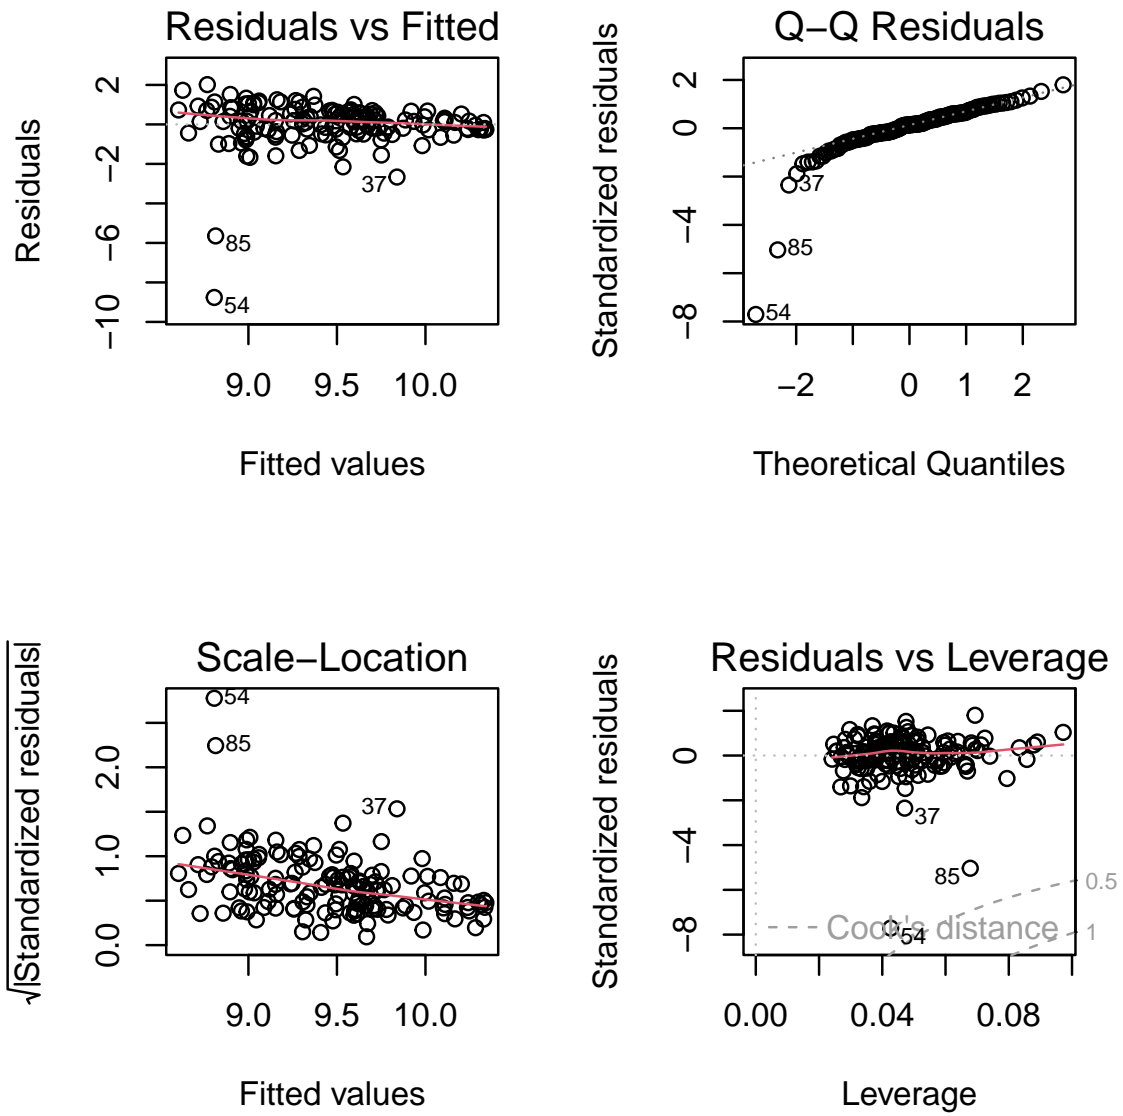 Residuals vs Fitted
Residuals
2
−2
−6
−10
37
85
54
9.0 9.5 10.0
Fitted values
Q−Q Residuals
Standardized residuals
2
0
−4
−8
37
85
54
−2 0 1 2
Theoretical Quantiles
Scale−Location
√|Standardized residuals|
2.0
1.0
0.0
54
85
37
9.0 9.5 10.0
Fitted values
Residuals vs Leverage
Standardized residuals
0
−4
−8
37
85
0.5
Cook's distance
54
1
0.00 0.04 0.08
Leverage